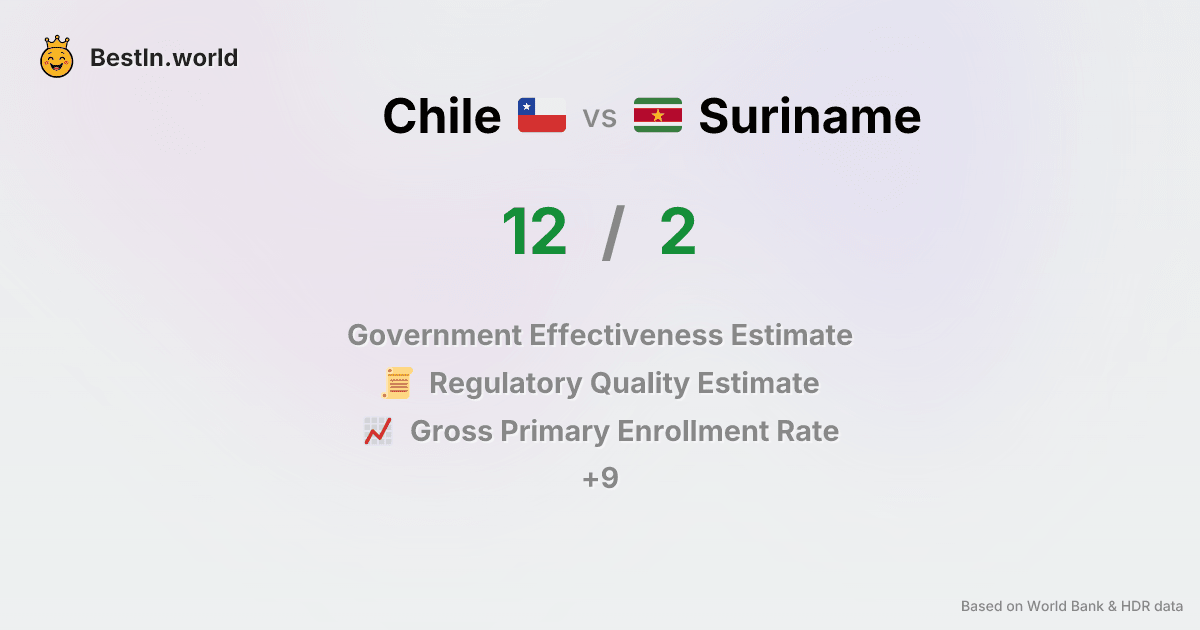 BestIn.world
Chile vs Suriname
12 / 2
Government Effectiveness Estimate
Regulatory Quality Estimate
Gross Primary Enrollment Rate
+9
Based on World Bank & HDR data